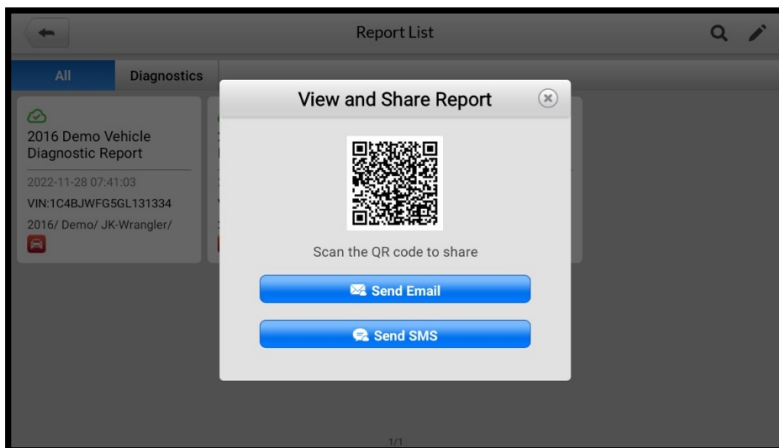 Report List
All
Diagnostics
View and Share Report
2016 Demo Vehicle
Diagnostic Report
2022-11-28 07:41:03
VIN:1C4BJWFG5GL131334
2016/ Demo/ JK-Wrangler/
Scan the QR code to share
Send Email
Send SMS
1/1